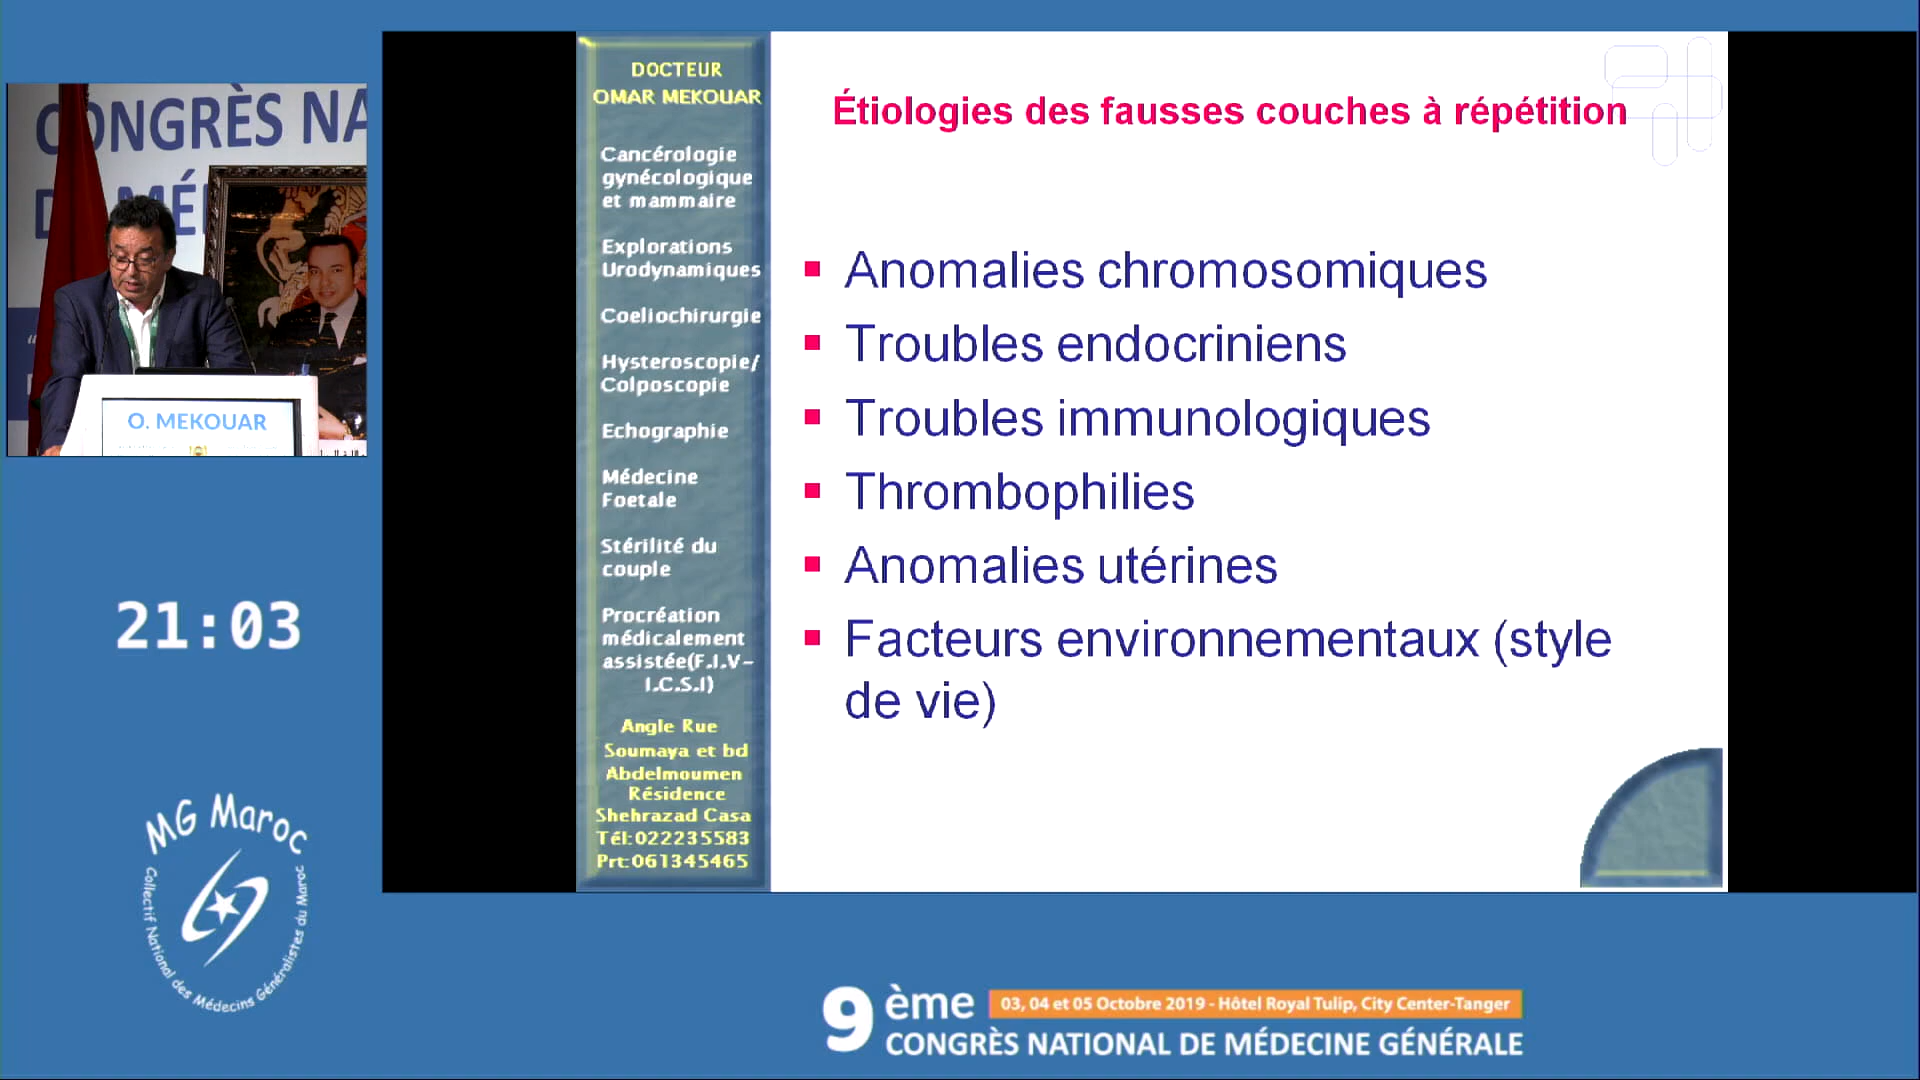 CONGRÈS NA
DE MÉ
O. MEKOUAR
21:03
MG Maroc
Collectif National des Médecins Généralistes du Maroc
DOCTEUR
OMAR MEKOUAR
Cancérologie
gynécologique
et mammaire
Explorations
Urodynamiques
Coeliochirurgie
Hysteroscopie/
Colposcopie
Echographie
Médecine
Foetale
Stérilité du
couple
Procréation
médicalement
assistée(F.I.V-
I.C.S.I)
Angle Rue
Soumaya et bd
Abdelmoumen
Résidence
Shehrazad Casa
Tél:022235583
Prt:061345465
Étiologies des fausses couches à répétition
Anomalies chromosomiques
Troubles endocriniens
Troubles immunologiques
Thrombophilies
Anomalies utérines
Facteurs environnementaux (style
de vie)
9 ème
03, 04 et 05 Octobre 2019 - Hôtel Royal Tulip, City Center-Tanger
CONGRÈS NATIONAL DE MÉDECINE GÉNÉRALE